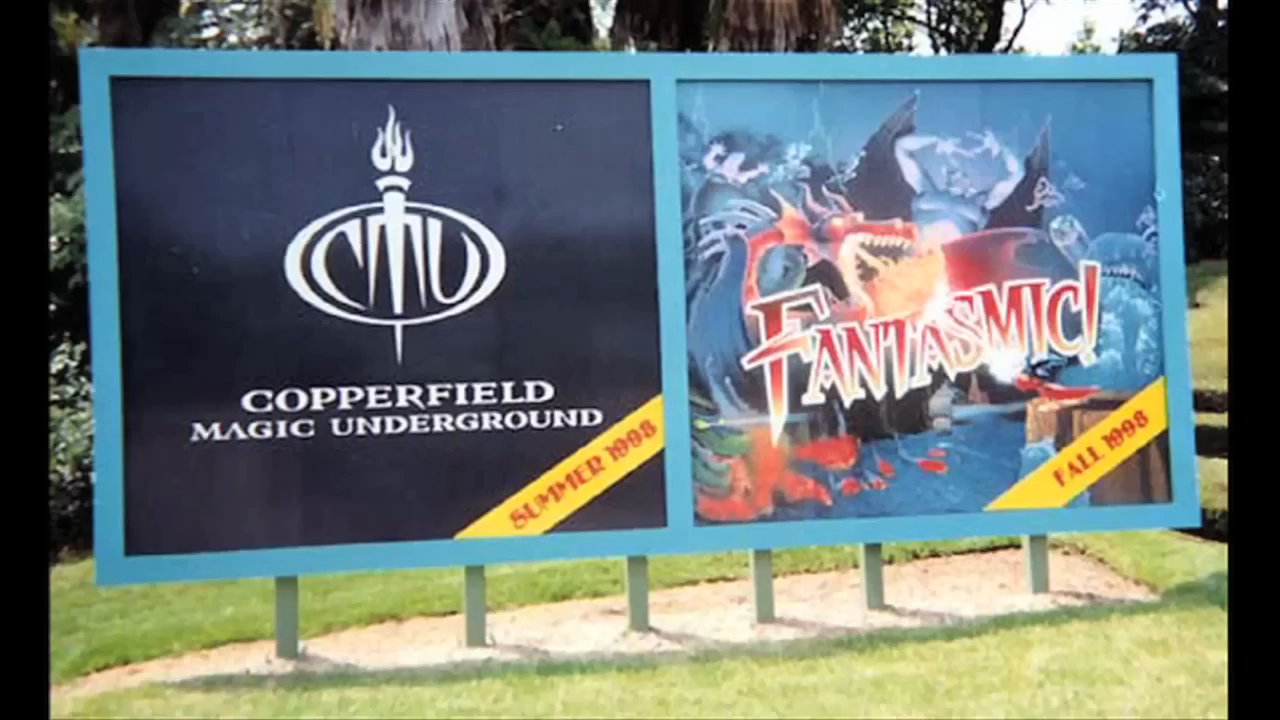 CMU
COPPERFIELD
MAGIC UNDERGROUND
SUMMER 1998
FANTASMIC!
FALL 1998